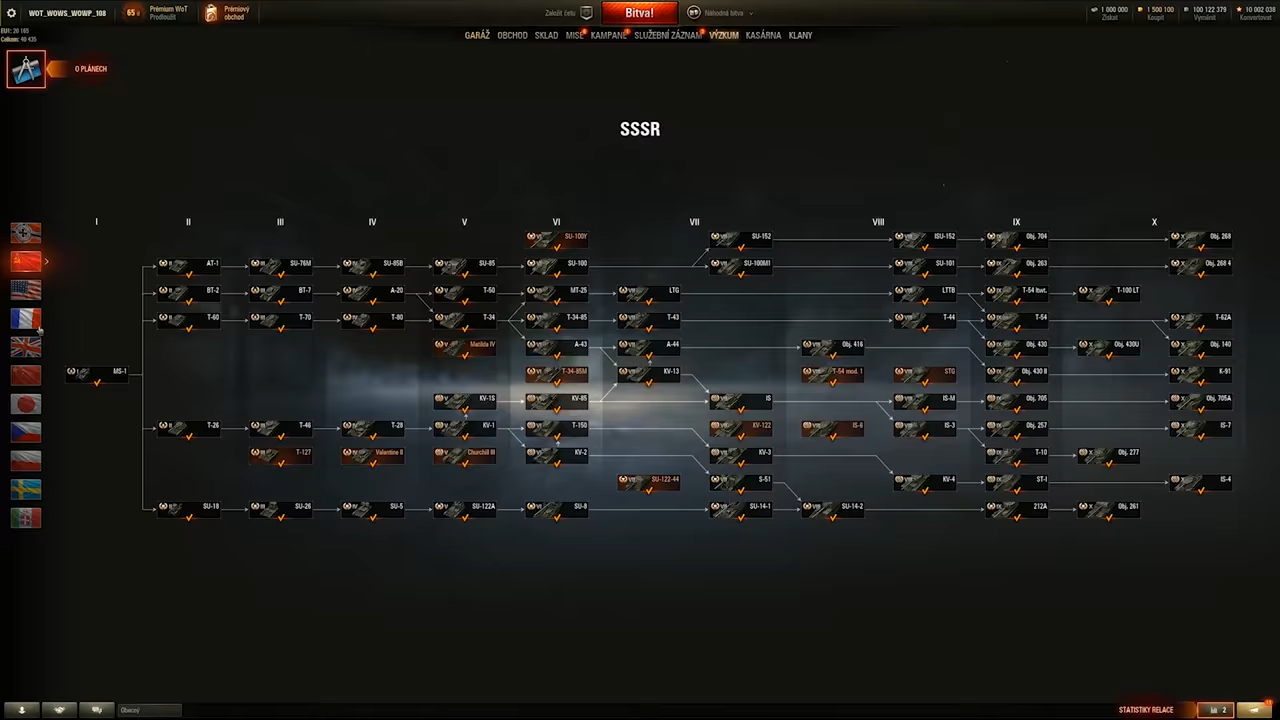 WOT_WOWS_WOWP_108
65 d
Prémium WoT
Prodloužit
Prémiový
obchod
Založit četu
Bitva!
Náhodná bitva
1 000 000
Získat
1 500 100
Koupit
100 122 379
Vyměnit
10 002 038
Konvertovat
GARÁŽ OBCHOD SKLAD MISE KAMPANĚ SLUŽEBNÍ ZÁZNAM VÝZKUM KASÁRNA KLANY
O PLÁNECH
SSSR
I II III IV V VI VII VIII IX X
SU-100Y SU-152 ISU-152 Obj. 704 Obj. 268
AT-1 SU-76M SU-85B SU-85 SU-100 SU-100M1 SU-101 Obj. 263 Obj. 268 4
BT-2 BT-7 A-20 T-50 MT-25 LTG LTTB T-54 ltwt. T-100 LT
T-60 T-70 T-80 T-34 T-34-85 T-43 T-44 T-54 T-62A
Matilda IV A-43 A-44 Obj. 416 Obj. 430 Obj. 430U Obj. 140
MS-1 T-34-85M KV-13 T-54 mod. 1 STG Obj. 430 II K-91
KV-1S KV-85 IS IS-M Obj. 705 Obj. 705A
T-26 T-46 T-28 KV-1 T-150 KV-122 IS-6 IS-3 Obj. 257 IS-7
T-127 Valentine II Churchill III KV-2 KV-3 T-10 Obj. 277
SU-122-44 S-51 KV-4 ST-I IS-4
SU-18 SU-26 SU-5 SU-122A SU-8 SU-14-1 SU-14-2 212A Obj. 261
Obecný
STATISTIKY RELACE
2